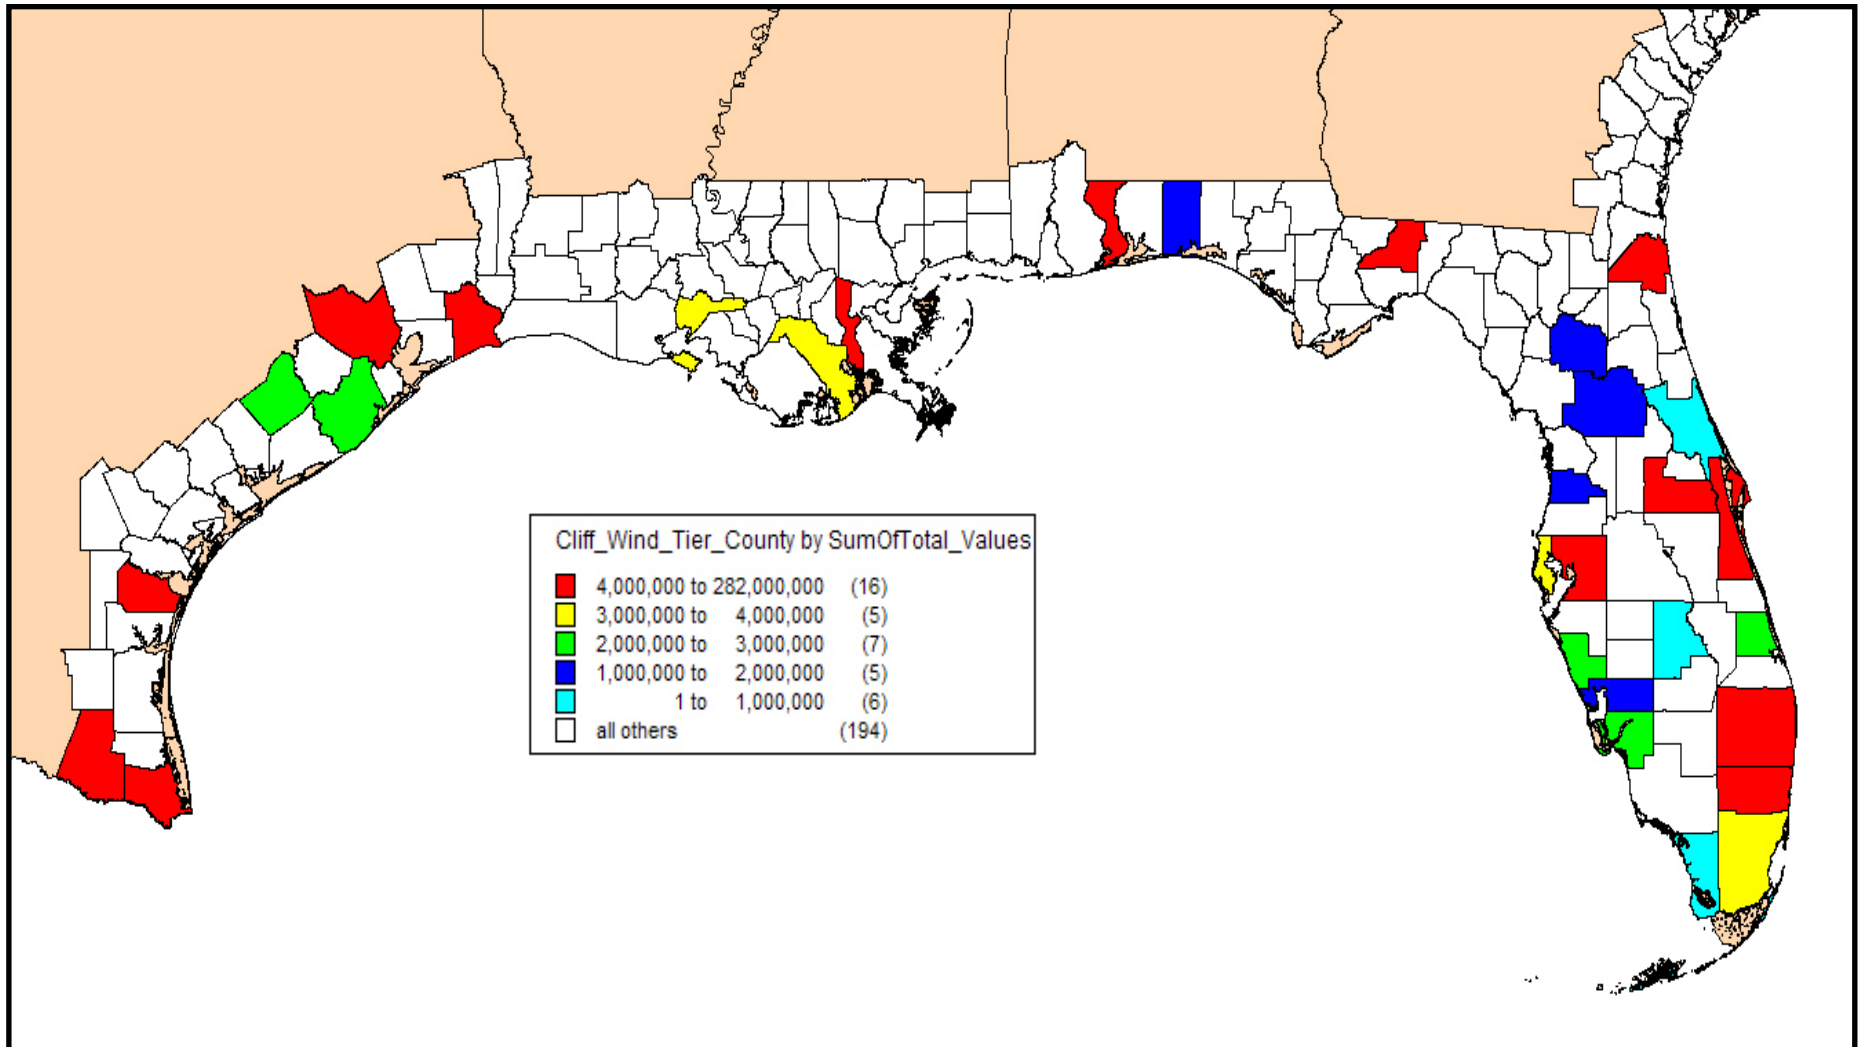 Cliff_Wind_Tier_County by SumOfTotal_Values
4,000,000 to 282,000,000 (16)
3,000,000 to 4,000,000 (5)
2,000,000 to 3,000,000 (7)
1,000,000 to 2,000,000 (5)
1 to 1,000,000 (6)
all others (194)